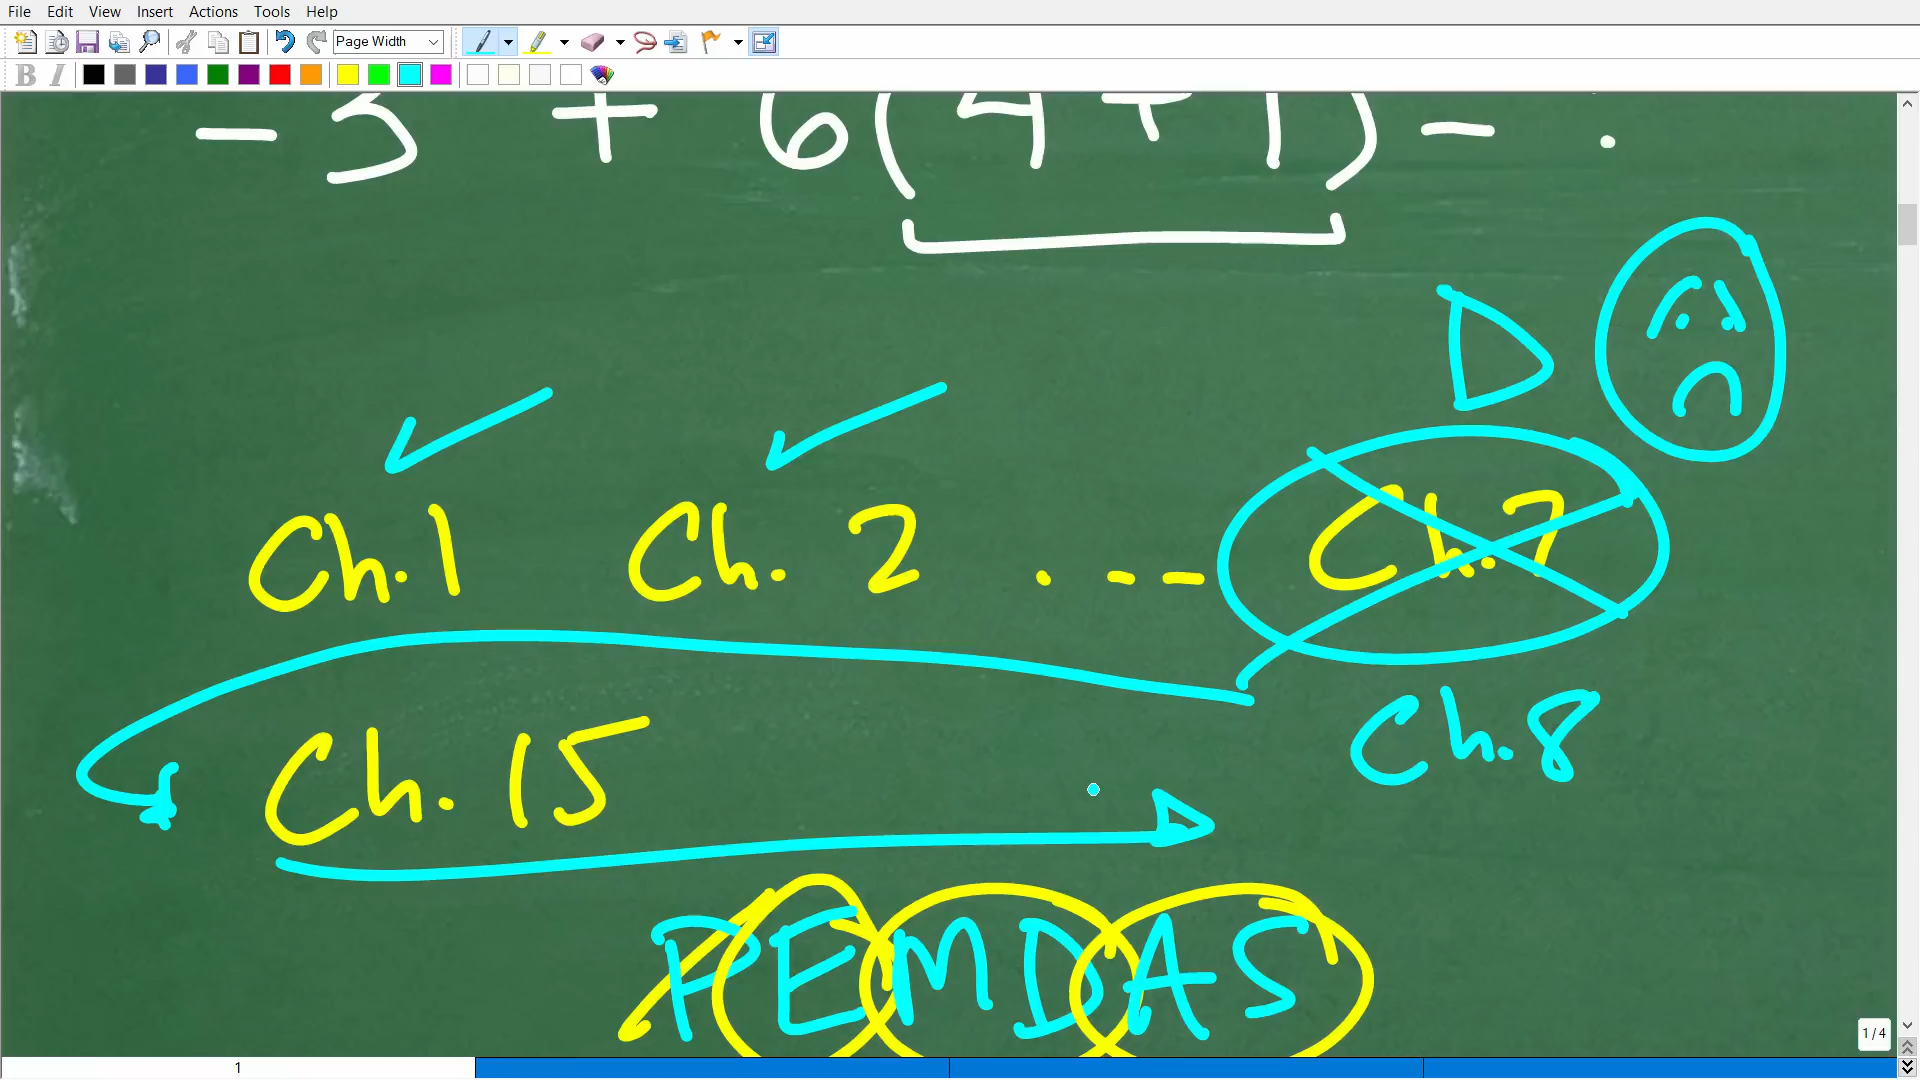 File Edit View Insert Actions Tools Help
Page Width
B I
6(4+1)-
D
Ch.1 Ch. 2 . -- Ch.7
Ch.8
Ch. 15
PEMDAS
1 / 4
1